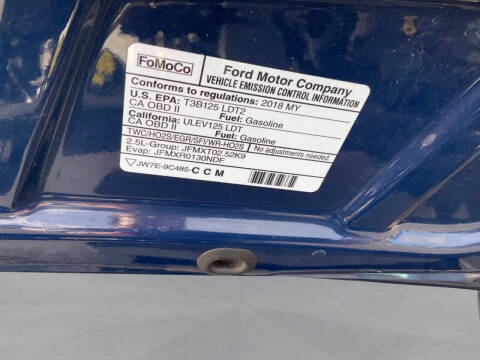 FoMoCo
Ford Motor Company
VEHICLE EMISSION CONTROL INFORMATION
Conforms to regulations: 2018 MY
U.S. EPA: T3B125 LDT2
CA OBD II Fuel: Gasoline
California: ULEV125 LDT
CA OBD II Fuel: Gasoline
TWC/HO2S/EGR/SFI/WR-HO2S No adjustments needed.
2.5L-Group: JFMXT02.52K9
Evap: JFMXR0130NDF
JW7E-9C485-C C M